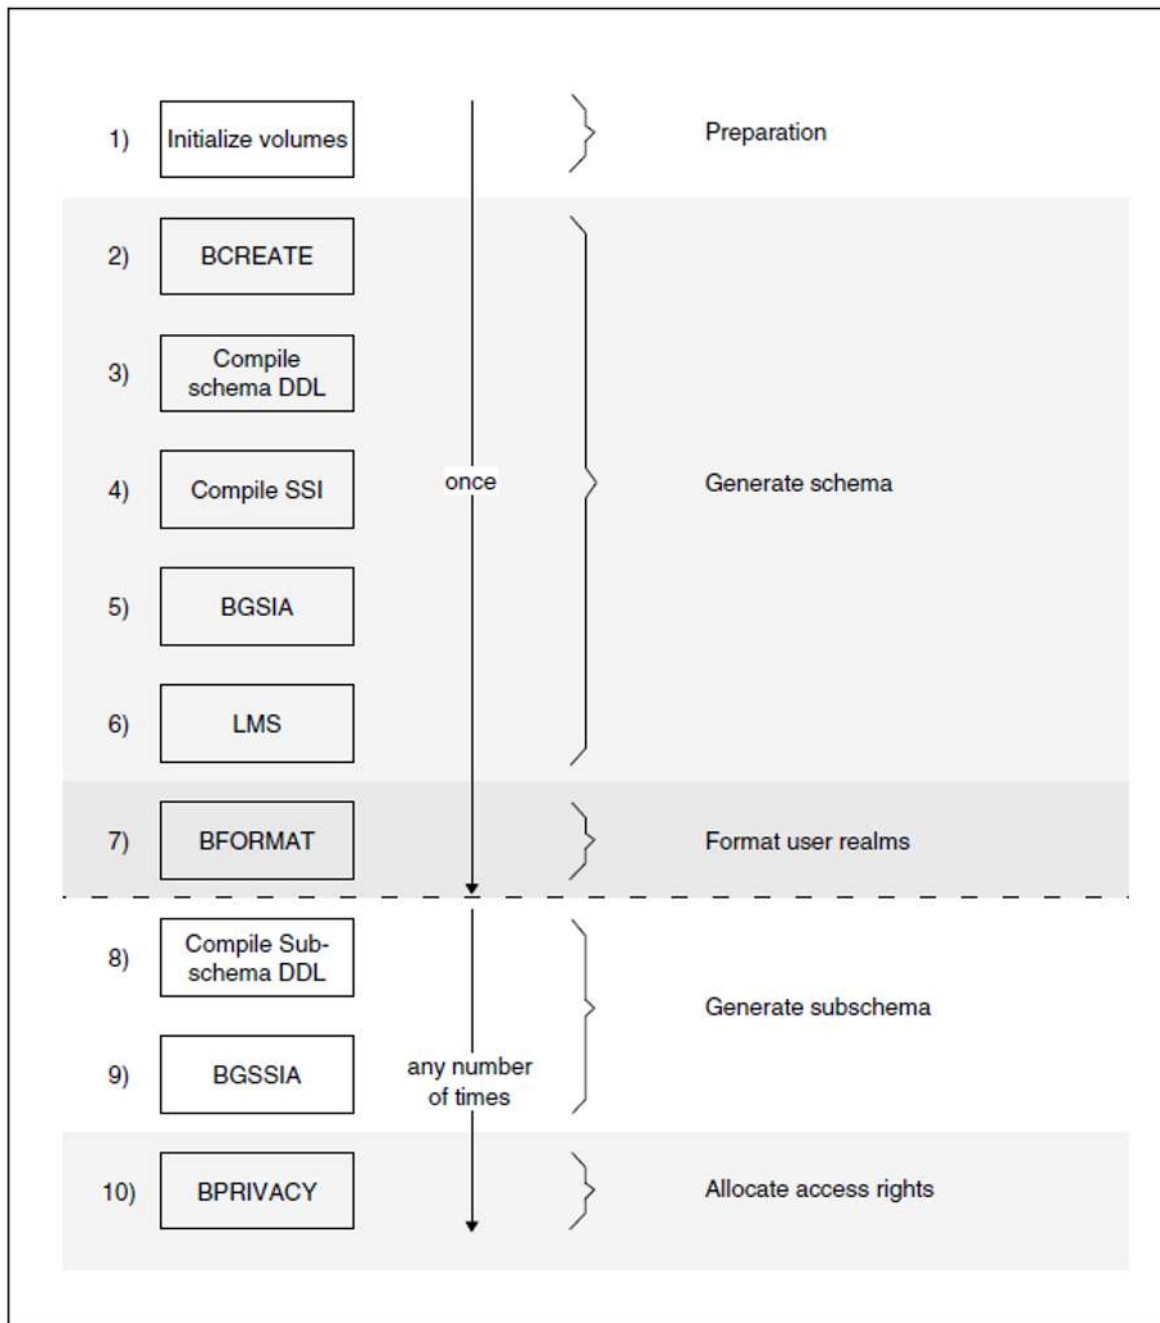 1) Initialize volumes Preparation
2) BCREATE
3) Compile
schema DDL
4) Compile SSI once Generate schema
5) BGSIA
6) LMS
7) BFORMAT Format user realms
8) Compile Sub-
schema DDL
Generate subschema
9) BGSSIA any number
of times
10) BPRIVACY Allocate access rights